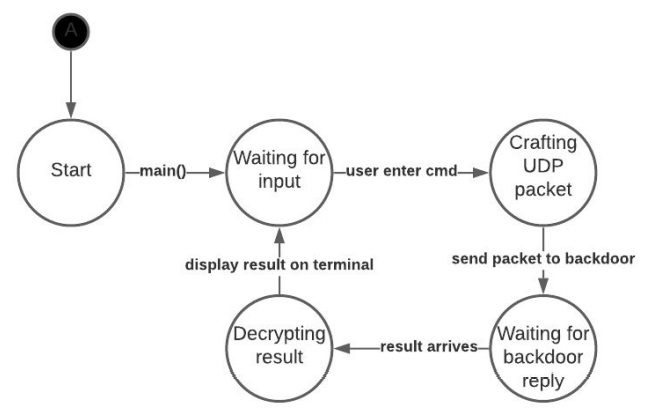 A
Start
main()
Waiting for
input
user enter cmd
Crafting
UDP
packet
send packet to backdoor
Waiting for
backdoor
reply
result arrives
Decrypting
result
display result on terminal